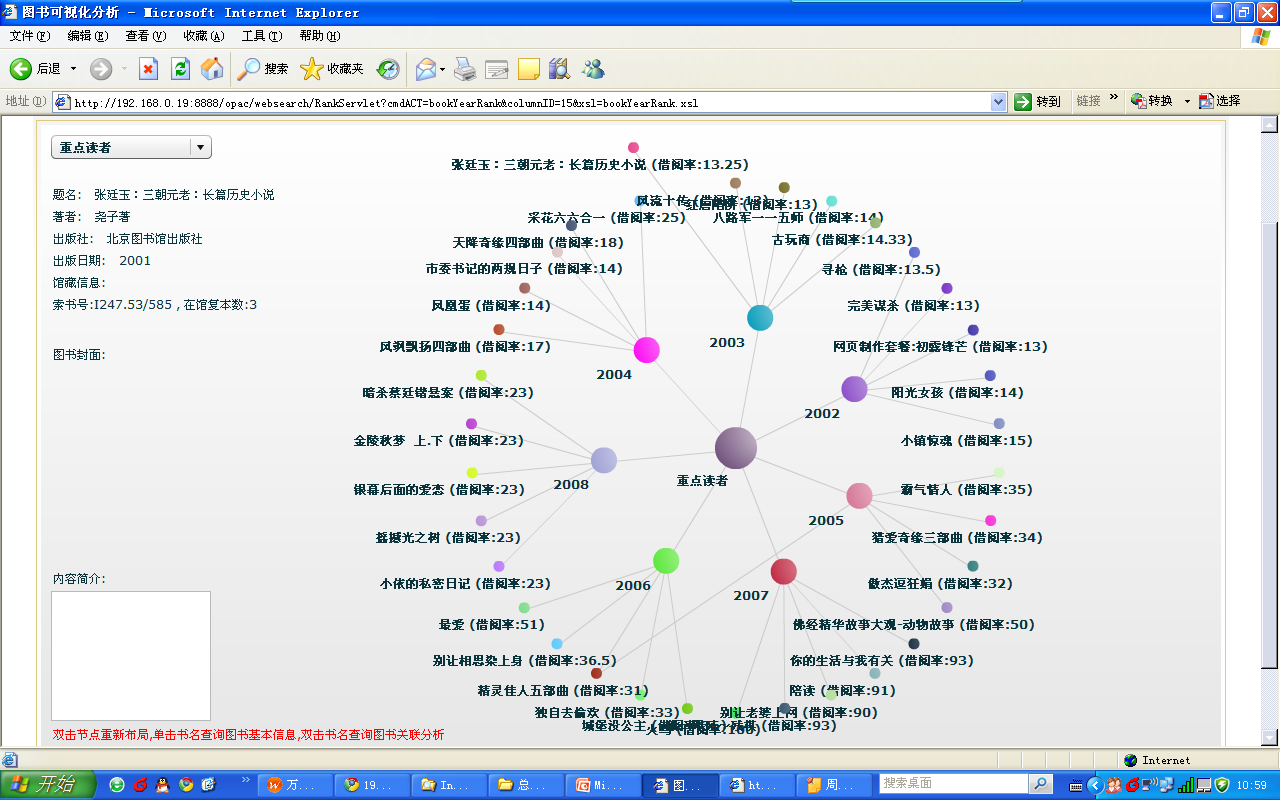 图书可视化分析 - Microsoft Internet Explorer
文件(F) 编辑(E) 查看(V) 收藏(A) 工具(T) 帮助(H)
后退 搜索 收藏夹
地址(D) http://192.168.0.19:8888/opac/websearch/RankServlet?cmdACT=bookYearRank&columnID=15&xsl=bookYearRank.xsl 转到 链接 » 转换 选择
重点读者
题名: 张廷玉：三朝元老：长篇历史小说
著者: 尧子著
出版社: 北京图书馆出版社
出版日期: 2001
馆藏信息:
索书号:I247.53/585 , 在馆复本数:3
图书封面:
内容简介:
双击节点重新布局,单击书名查询图书基本信息,双击书名查询图书关联分析
张廷玉：三朝元老：长篇历史小说 (借阅率:13.25)
采花六六合一 (借阅率:25)
八路军一一五师 (借阅率:14)
天降奇缘四部曲 (借阅率:18)
古玩商 (借阅率:14.33)
市委书记的两规日子 (借阅率:14)
寻枪 (借阅率:13.5)
凤凰蛋 (借阅率:14)
完美谋杀 (借阅率:13)
2003
风飒飘扬四部曲 (借阅率:17)
网页制作套餐:初露锋芒 (借阅率:13)
2004
暗杀蔡廷锴悬案 (借阅率:23)
阳光女孩 (借阅率:14)
2002
金陵秋梦 上.下 (借阅率:23)
小镇惊魂 (借阅率:15)
重点读者
2008
银幕后面的爱恋 (借阅率:23)
霸气情人 (借阅率:35)
2005
摇撼光之树 (借阅率:23)
猎爱奇缘三部曲 (借阅率:34)
小依的私密日记 (借阅率:23)
2006
傲杰逗狂娟 (借阅率:32)
2007
最爱 (借阅率:51)
佛经精华故事大观-动物故事 (借阅率:50)
别让相思染上身 (借阅率:36.5)
你的生活与我有关 (借阅率:93)
精灵佳人五部曲 (借阅率:31)
陪读 (借阅率:91)
独自去偷欢 (借阅率:33)
别让老婆上网 (借阅率:90)
Internet
开始 » 万... 19... In... 总... Mi... 图... ht... 周... 搜索桌面 10:59